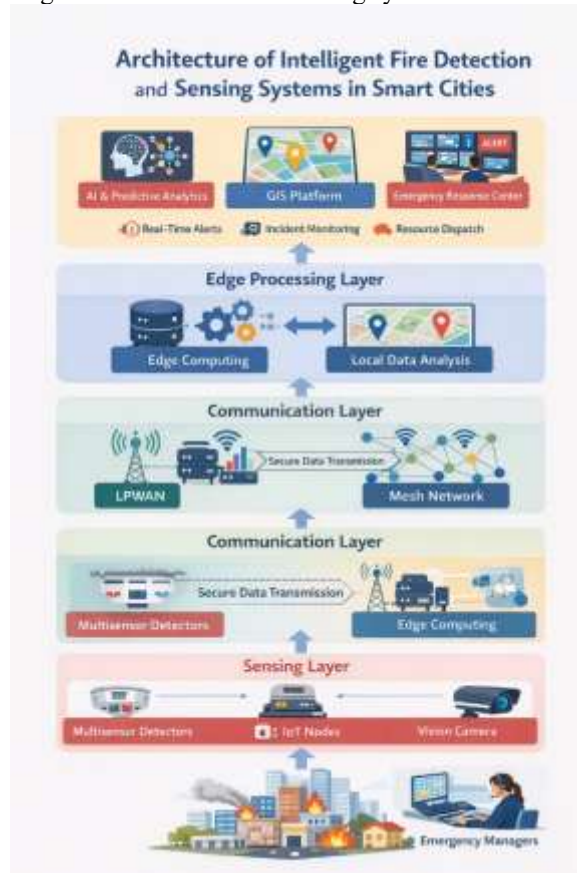 Architecture of Intelligent Fire Detection
and Sensing Systems in Smart Cities
ALERT
AI & Predictive Analytics
GIS Platform
Emergency Response Center
Real-Time Alerts
Incident Monitoring
Resource Dispatch
Edge Processing Layer
Edge Computing
Local Data Analysis
Communication Layer
Secure Data Transmission
LPWAN
Mesh Network
Communication Layer
Secure Data Transmission
Multisensor Detectors
Edge Computing
Sensing Layer
Multisensor Detectors
IoT Nodes
Vision Camera
Emergency Managers